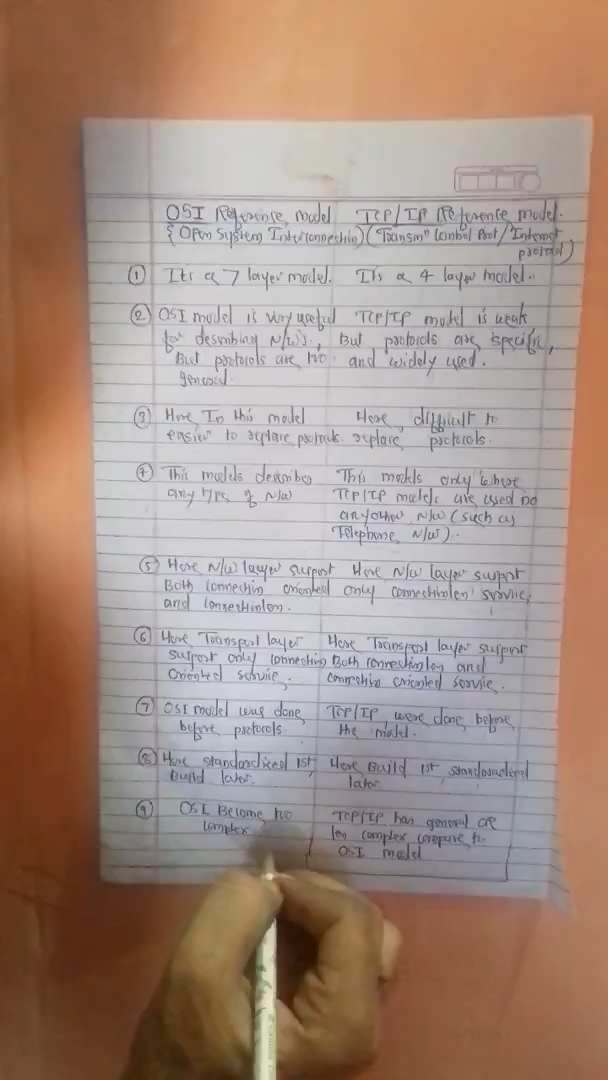 OSI Reference model TCP/IP Reference model.
{Open System Interconnection) (Transmn Control Port / Internet
protocol)
① It's a 7 layer model. It's a 4 layer model.
② OSI model is very useful TCP/IP model is weak
for describing N/W's, But protocols are specific,
But protocols are too and widely used.
general.
③ Here In this model Here, difficult to
easier to replace protocols. replace protocols.
This models describes This models only where
any type of N/W TCP/IP models are used no
anyother N/W (such as
Telephone N/W).
⑤ Here N/W layer support Here N/W layer support
Both connection oriented only connectionless service,
and connectionless.
⑥ Here Transport layer Here Transport layer support
support only connection Both connectionless and
oriented service. connection oriented service.
⑦ OSI model was done, TCP/IP, were done, before
before protocols. the model.
⑧ Here standardised 1st, Here Build 1st, standardized
Build later. later.
⑨ OSI Become too TCP/IP has general or
complex less complex compare to
OSI model